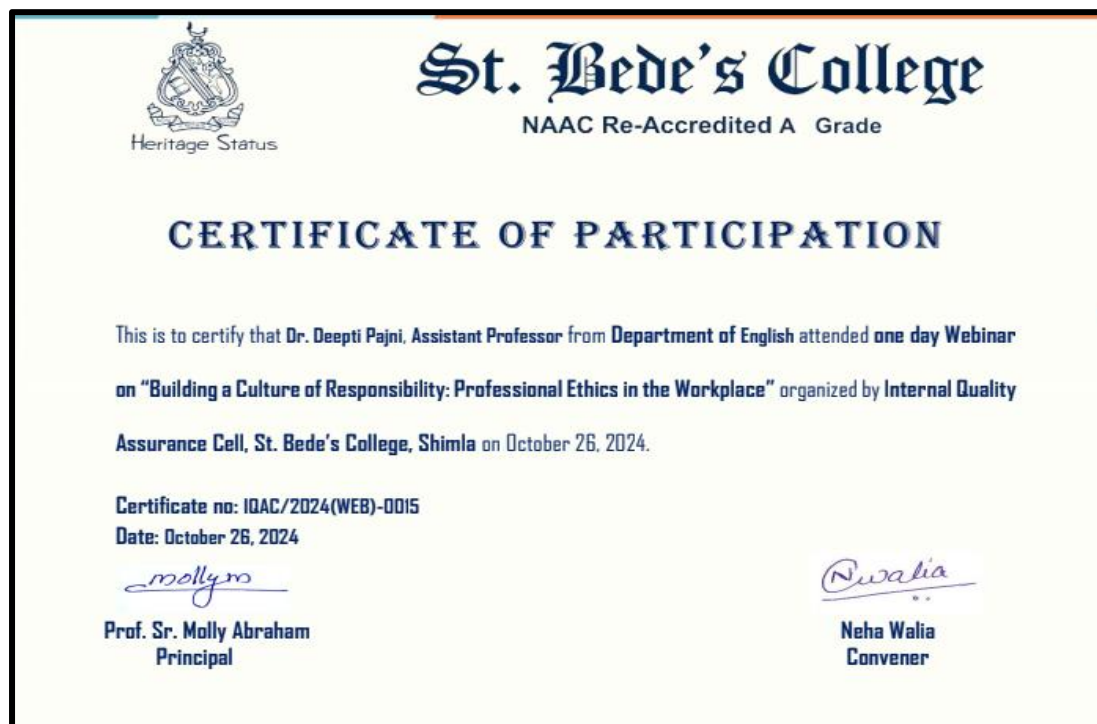 St. Bede's College
NAAC Re-Accredited A Grade
Heritage Status
CERTIFICATE OF PARTICIPATION
This is to certify that Dr. Deepti Pajni, Assistant Professor from Department of English attended one day Webinar
on “Building a Culture of Responsibility: Professional Ethics in the Workplace” organized by Internal Quality
Assurance Cell, St. Bede's College, Shimla on October 26, 2024.
Certificate no: IQAC/2024(WEB)-0015
Date: October 26, 2024
mollym
Nwalia
Prof. Sr. Molly Abraham
Neha Walia
Principal
Convener